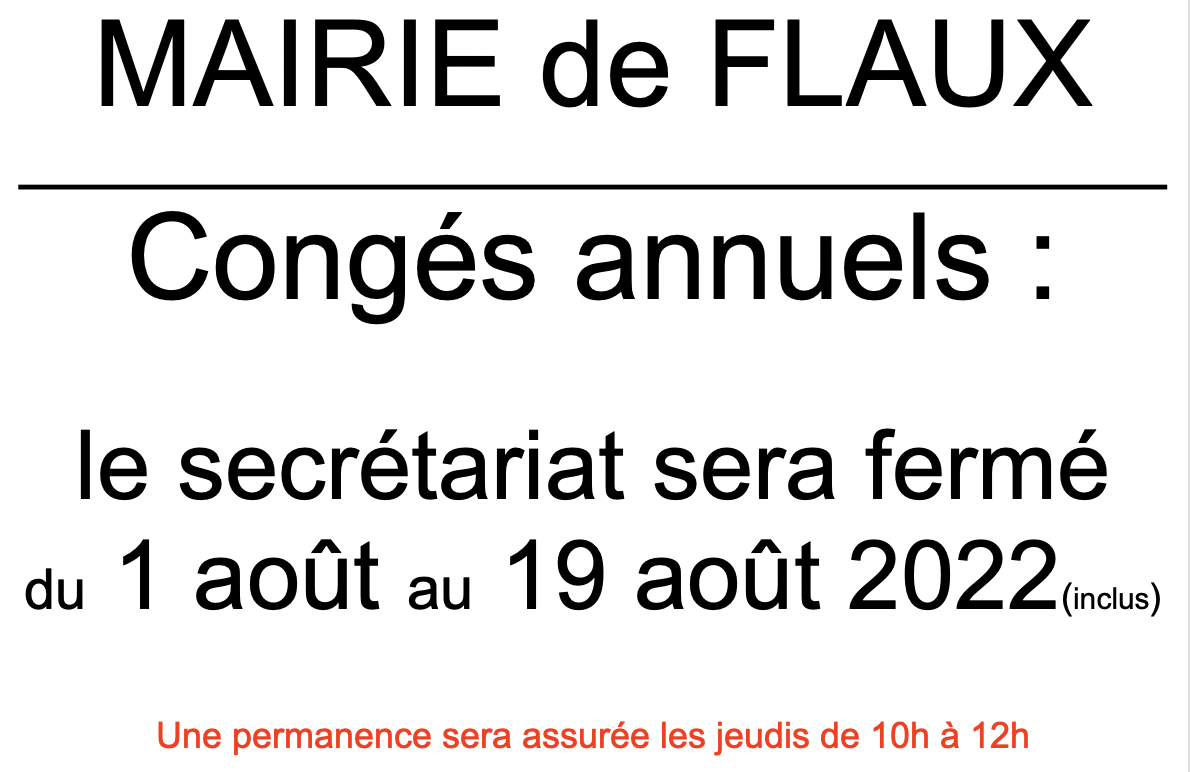 MAIRIE de FLAUX
Congés annuels :
le secrétariat sera fermé
du 1 août au 19 août 2022(inclus)
Une permanence sera assurée les jeudis de 10h à 12h